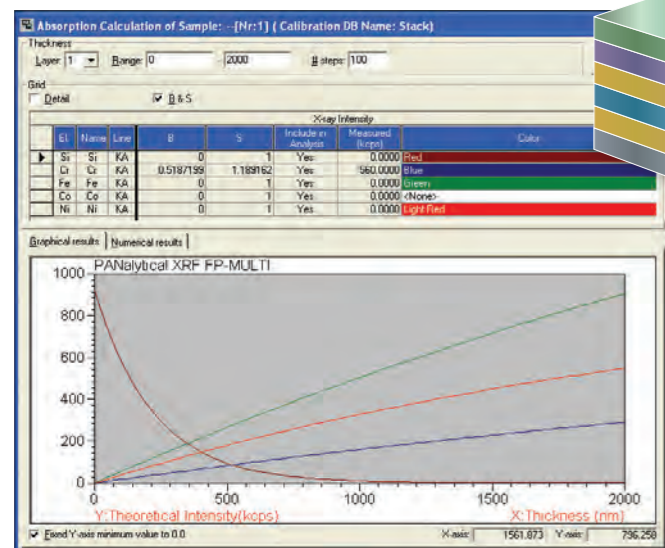 Absorption Calculation of Sample: --[Nr:1] ( Calibration DB Name: Stack)
Thickness
Layer: 1 Range: 0 - 2000 # steps: 100
Grid
Detail B & S
X-ray Intensity
El. Name Line B S Include in Analysis Measured (kcps) Color
Si Si KA 0 1 Yes 0.0000 Red
Cr Cr KA 0.5187199 1.189162 Yes 560.0000 Blue
Fe Fe KA 0 1 Yes 0.0000 Green
Co Co KA 0 1 Yes 0.0000 <None>
Ni Ni KA 0 1 Yes 0.0000 Light Red
Graphical results Numerical results
PANalytical XRF FP-MULTI
1000
800
600
400
200
0
0 500 1000 1500 2000
Y:Theoretical Intensity(kcps) X:Thickness (nm)
Fixed Y-axis minimum value to 0.0 X-axis: 1561.873 Y-axis: 796.258